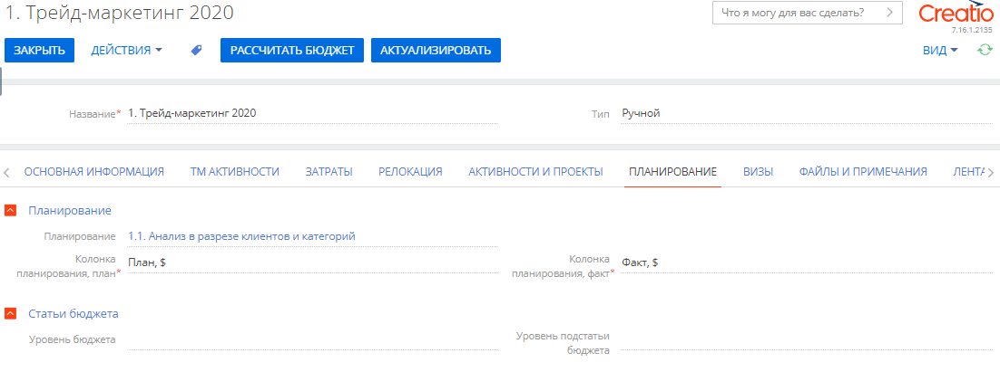 1. Трейд-маркетинг 2020
Что я могу для вас сделать?
Creatio
7.16.1.2135
ЗАКРЫТЬ ДЕЙСТВИЯ РАССЧИТАТЬ БЮДЖЕТ АКТУАЛИЗИРОВАТЬ ВИД
Название* 1. Трейд-маркетинг 2020 Тип Ручной
ОСНОВНАЯ ИНФОРМАЦИЯ ТМ АКТИВНОСТИ ЗАТРАТЫ РЕЛОКАЦИЯ АКТИВНОСТИ И ПРОЕКТЫ ПЛАНИРОВАНИЕ ВИЗЫ ФАЙЛЫ И ПРИМЕЧАНИЯ ЛЕНТА
Планирование
Планирование 1.1. Анализ в разрезе клиентов и категорий
Колонка
планирования, план* План, $
Колонка
планирования, факт* Факт, $
Статьи бюджета
Уровень бюджета
Уровень подстатьи
бюджета